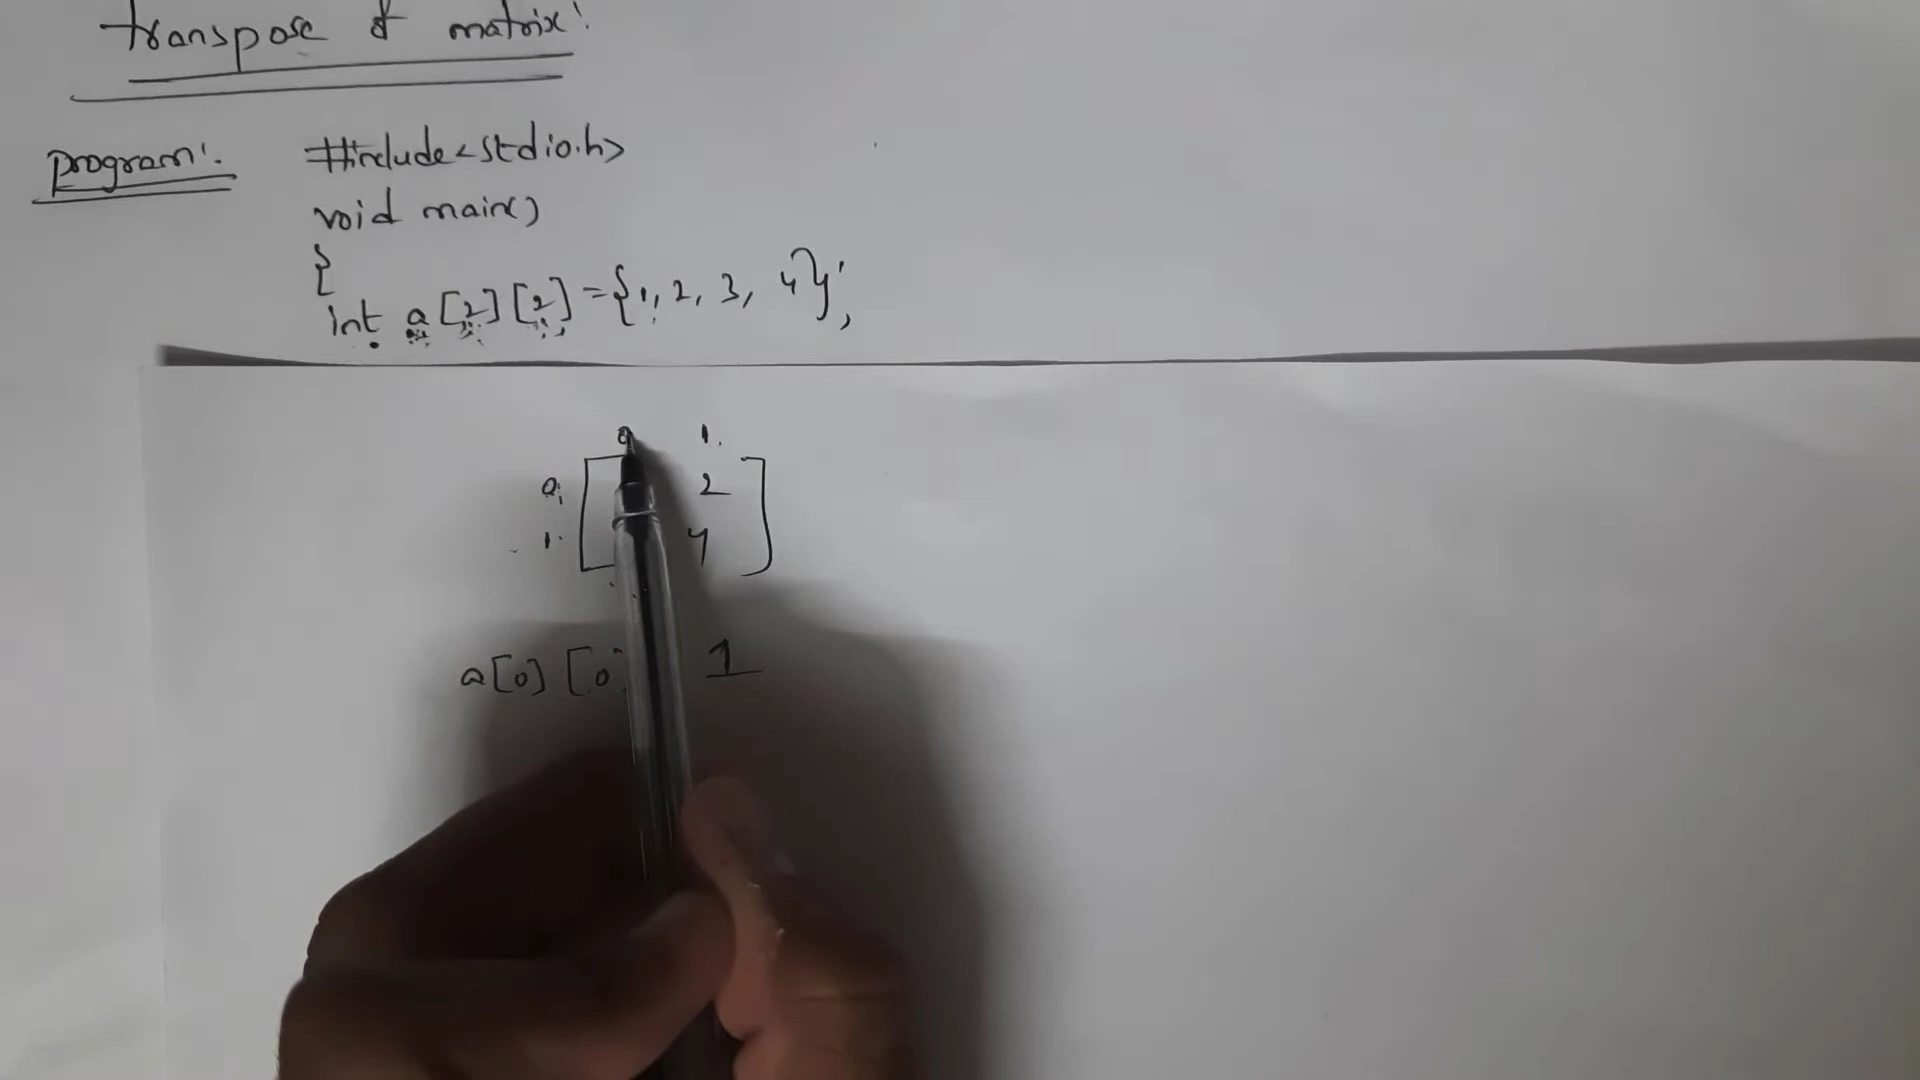 transpose of matrix:
program:
#include<stdio.h>
void main()
{
int a[2][2]={1, 2, 3, 4};
0 1
0 2
1 4
a[0][0] 1